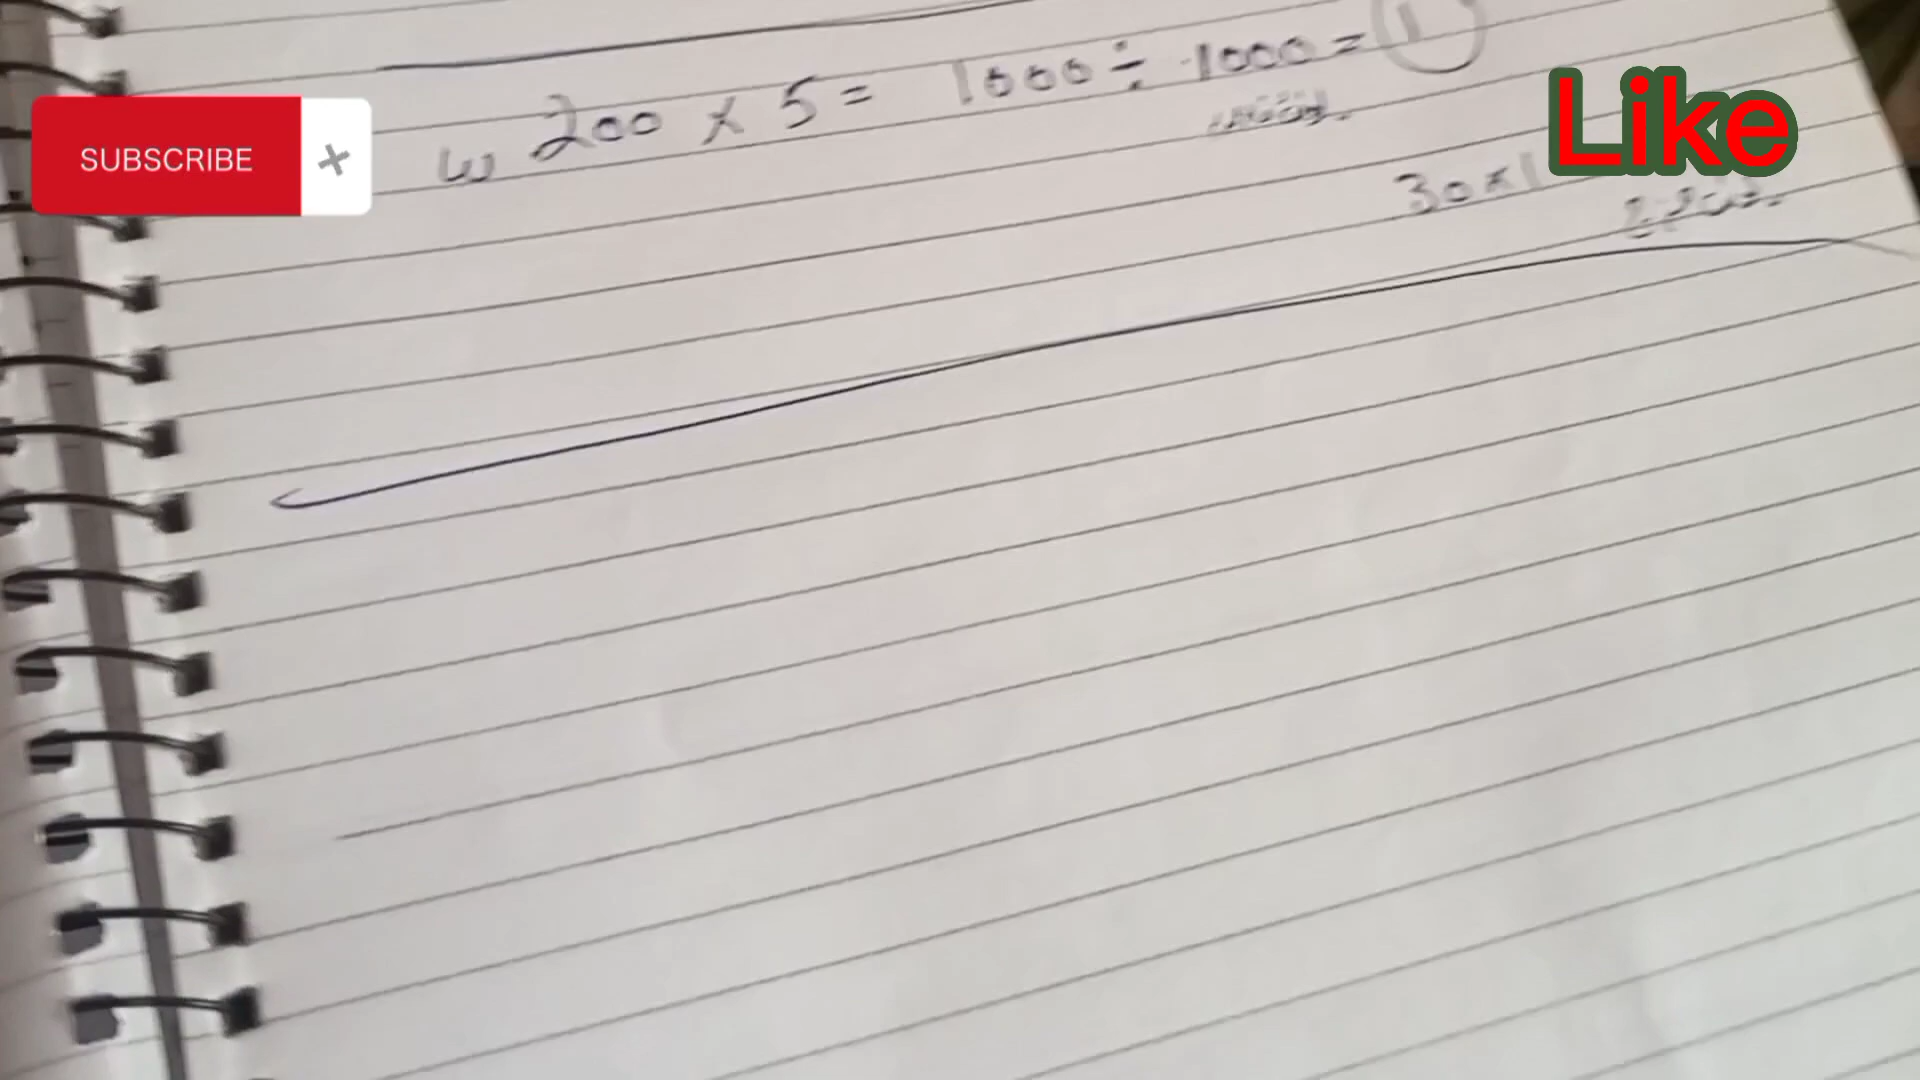 w 200 x 5 = 1000 ÷ 1000 = 1
30 x 1
SUBSCRIBE +
Like